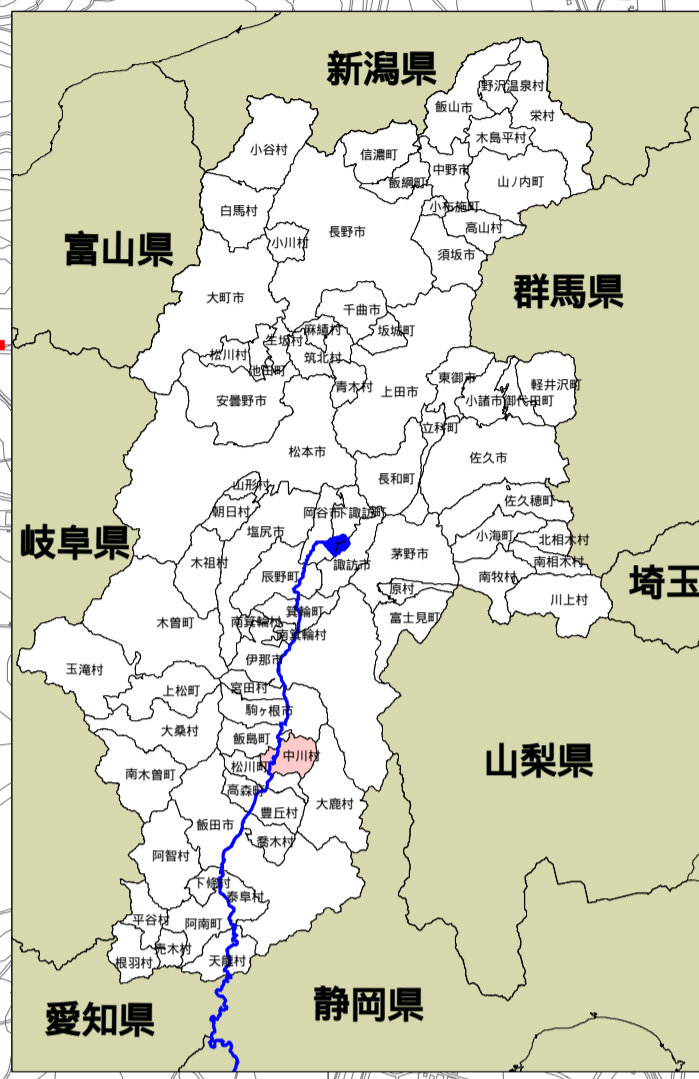 新潟県
野沢温泉村
飯山市
栄村
木島平村
小谷村
信濃町
中野市
飯綱町
山ノ内町
白馬村
小布施町
高山村
長野市
小川村
須坂市
富山県
群馬県
大町市
千曲市
麻績村
坂城町
生坂村
松川村
筑北村
池田町
青木村
東御市
軽井沢町
上田市
安曇野市
小諸市
御代田町
立科町
松本市
佐久市
長和町
山形村
佐久穂町
朝日村
岡谷市
下諏訪町
塩尻市
小海町
北相木村
岐阜県
茅野市
木祖村
諏訪市
南相木村
辰野町
南牧村
埼玉
原村
川上村
箕輪町
富士見町
木曽町
南箕輪村
南箕輪村
伊那市
玉滝村
宮田村
上松町
駒ヶ根市
大桑村
飯島町
中川村
山梨県
松川町
南木曽町
高森町
大鹿村
豊丘村
飯田市
喬木村
阿智村
下條村
泰阜村
平谷村
阿南町
売木村
根羽村
天龍村
静岡県
愛知県